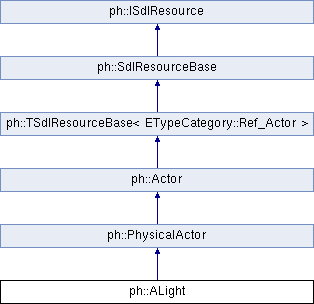 ph::ISdlResource
ph::SdlResourceBase
ph::TSdlResourceBase< ETypeCategory::Ref_Actor >
ph::Actor
ph::PhysicalActor
ph::ALight